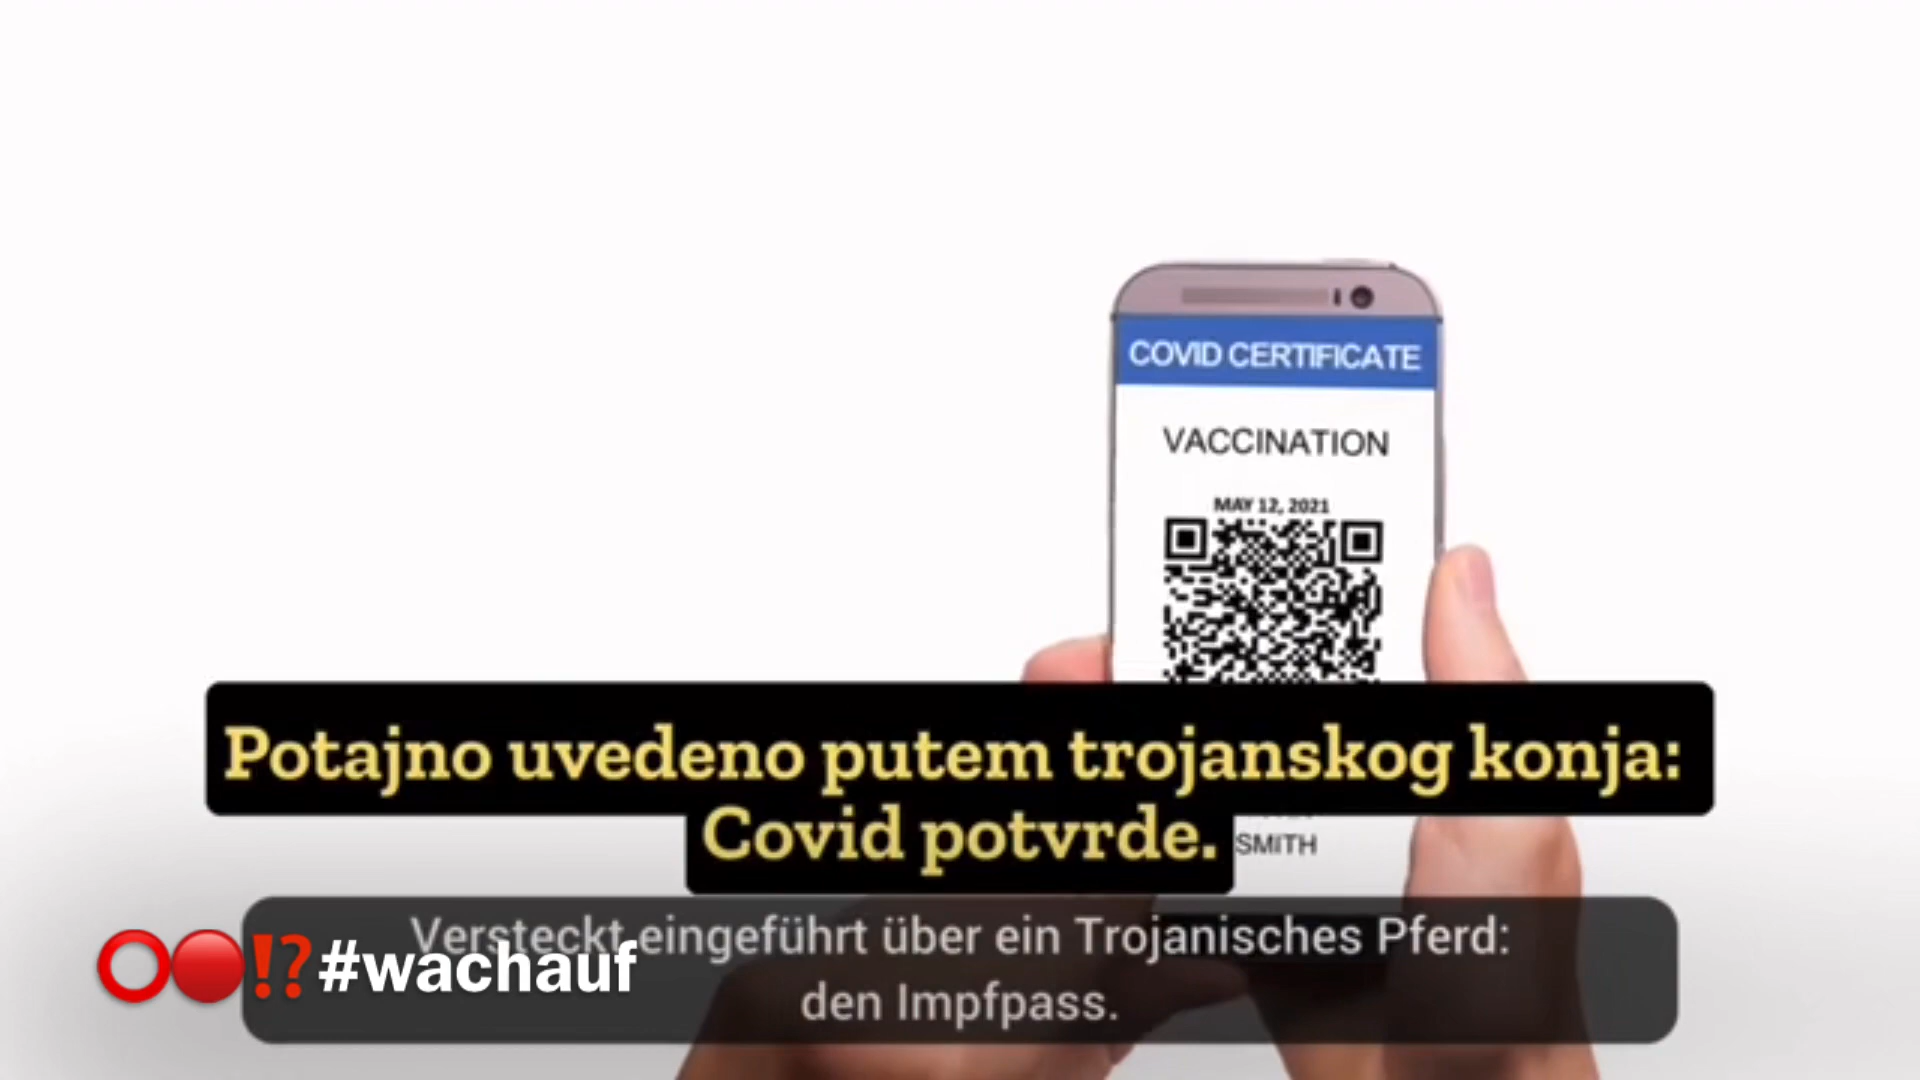 COVID CERTIFICATE
VACCINATION
MAY 12, 2021
Potajno uvedeno putem trojanskog konja:
Covid potvrde.
SMITH
Versteckt eingeführt über ein Trojanisches Pferd:
den Impfpass.
⭕🔴⁉️#wachauf